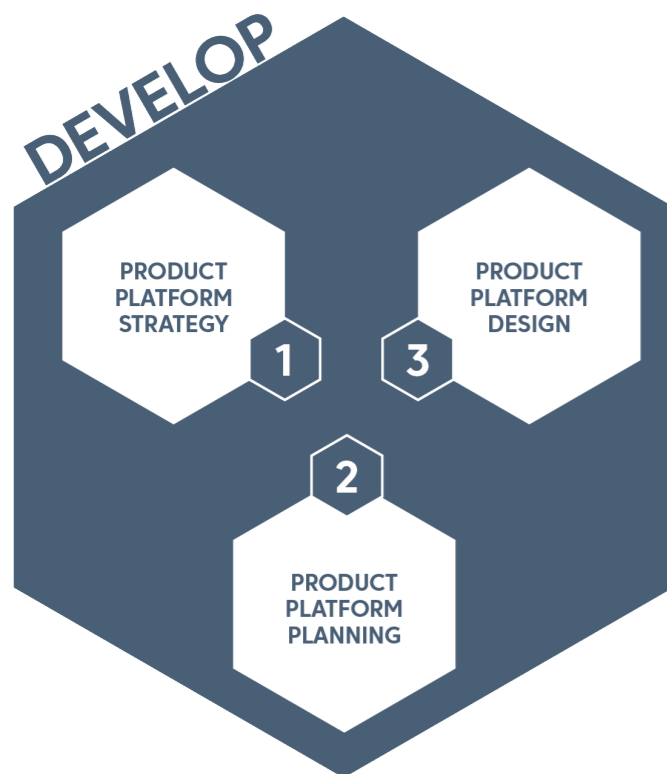 DEVELOP
PRODUCT
PLATFORM
STRATEGY
1
PRODUCT
PLATFORM
DESIGN
3
2
PRODUCT
PLATFORM
PLANNING